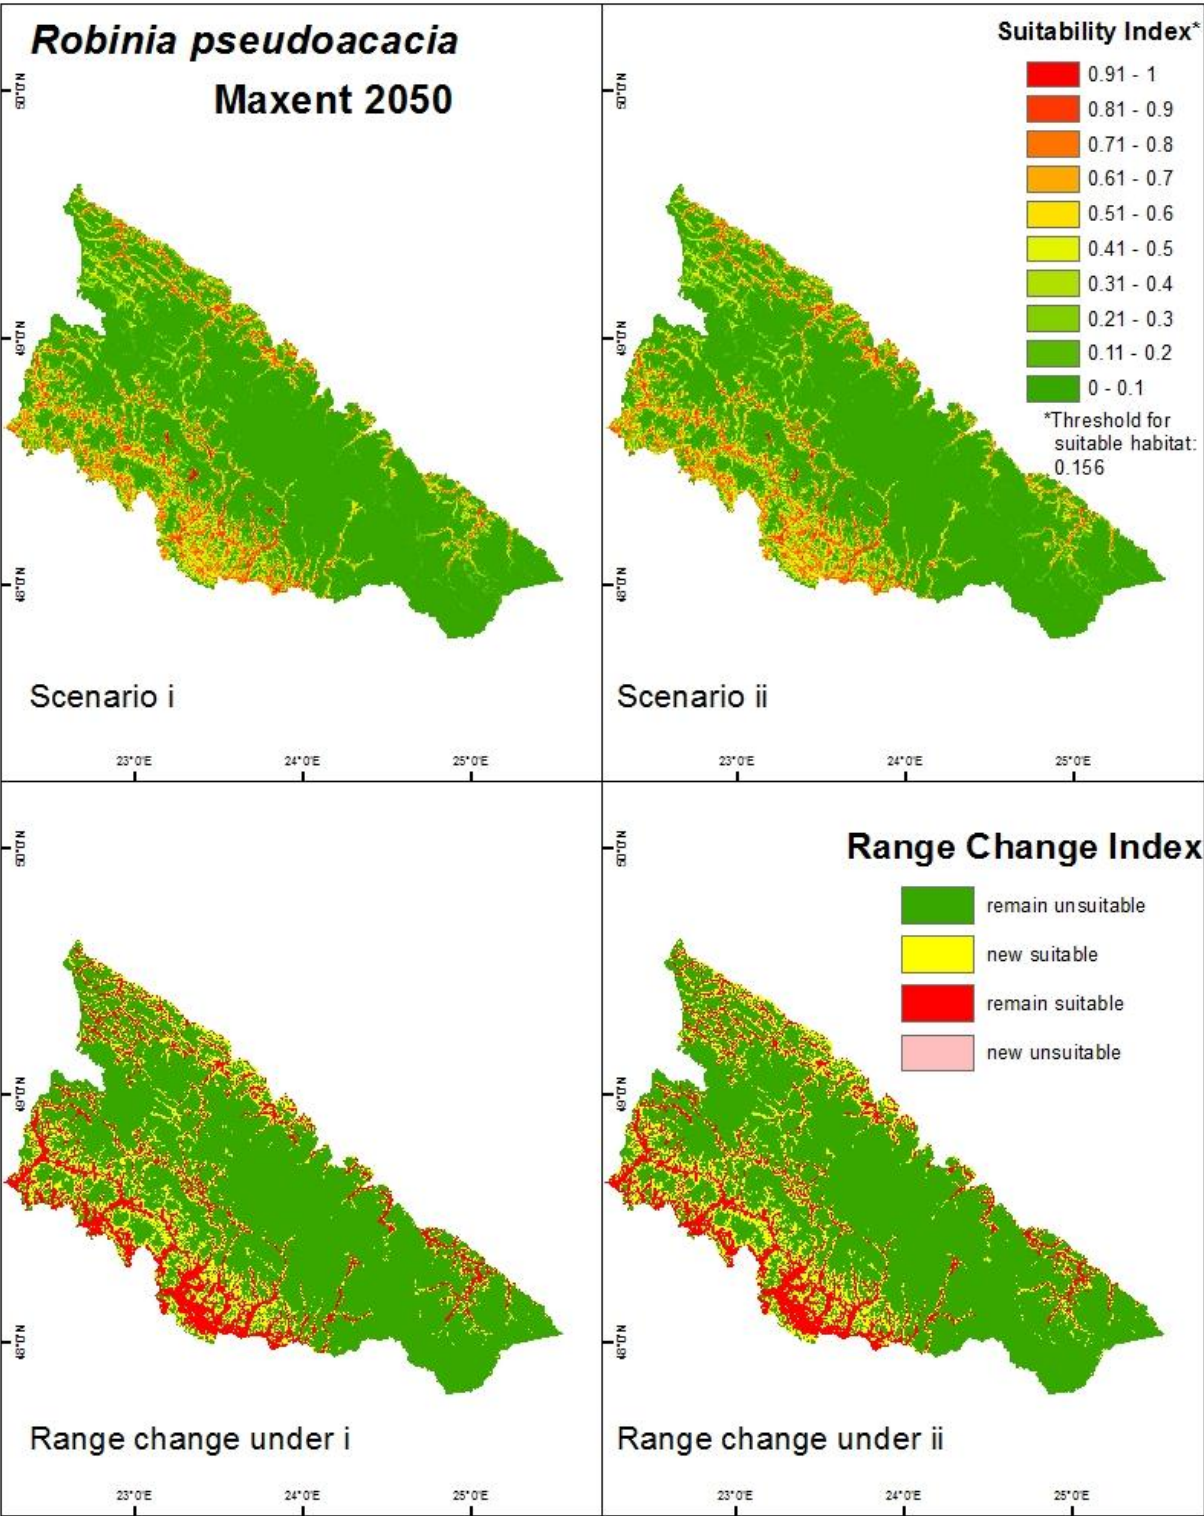 Robinia pseudoacacia
Maxent 2050
Suitability Index*
0.91 - 1
0.81 - 0.9
0.71 - 0.8
0.61 - 0.7
0.51 - 0.6
0.41 - 0.5
0.31 - 0.4
0.21 - 0.3
0.11 - 0.2
0 - 0.1
*Threshold for
suitable habitat:
0.156
50°0'N
49°0'N
48°0'N
Scenario i
Scenario ii
23°0'E
24°0'E
25°0'E
23°0'E
24°0'E
25°0'E
Range Change Index
remain unsuitable
new suitable
remain suitable
new unsuitable
50°0'N
49°0'N
48°0'N
50°0'N
49°0'N
48°0'N
50°0'N
49°0'N
48°0'N
Range change under i
Range change under ii
23°0'E
24°0'E
25°0'E
23°0'E
24°0'E
25°0'E